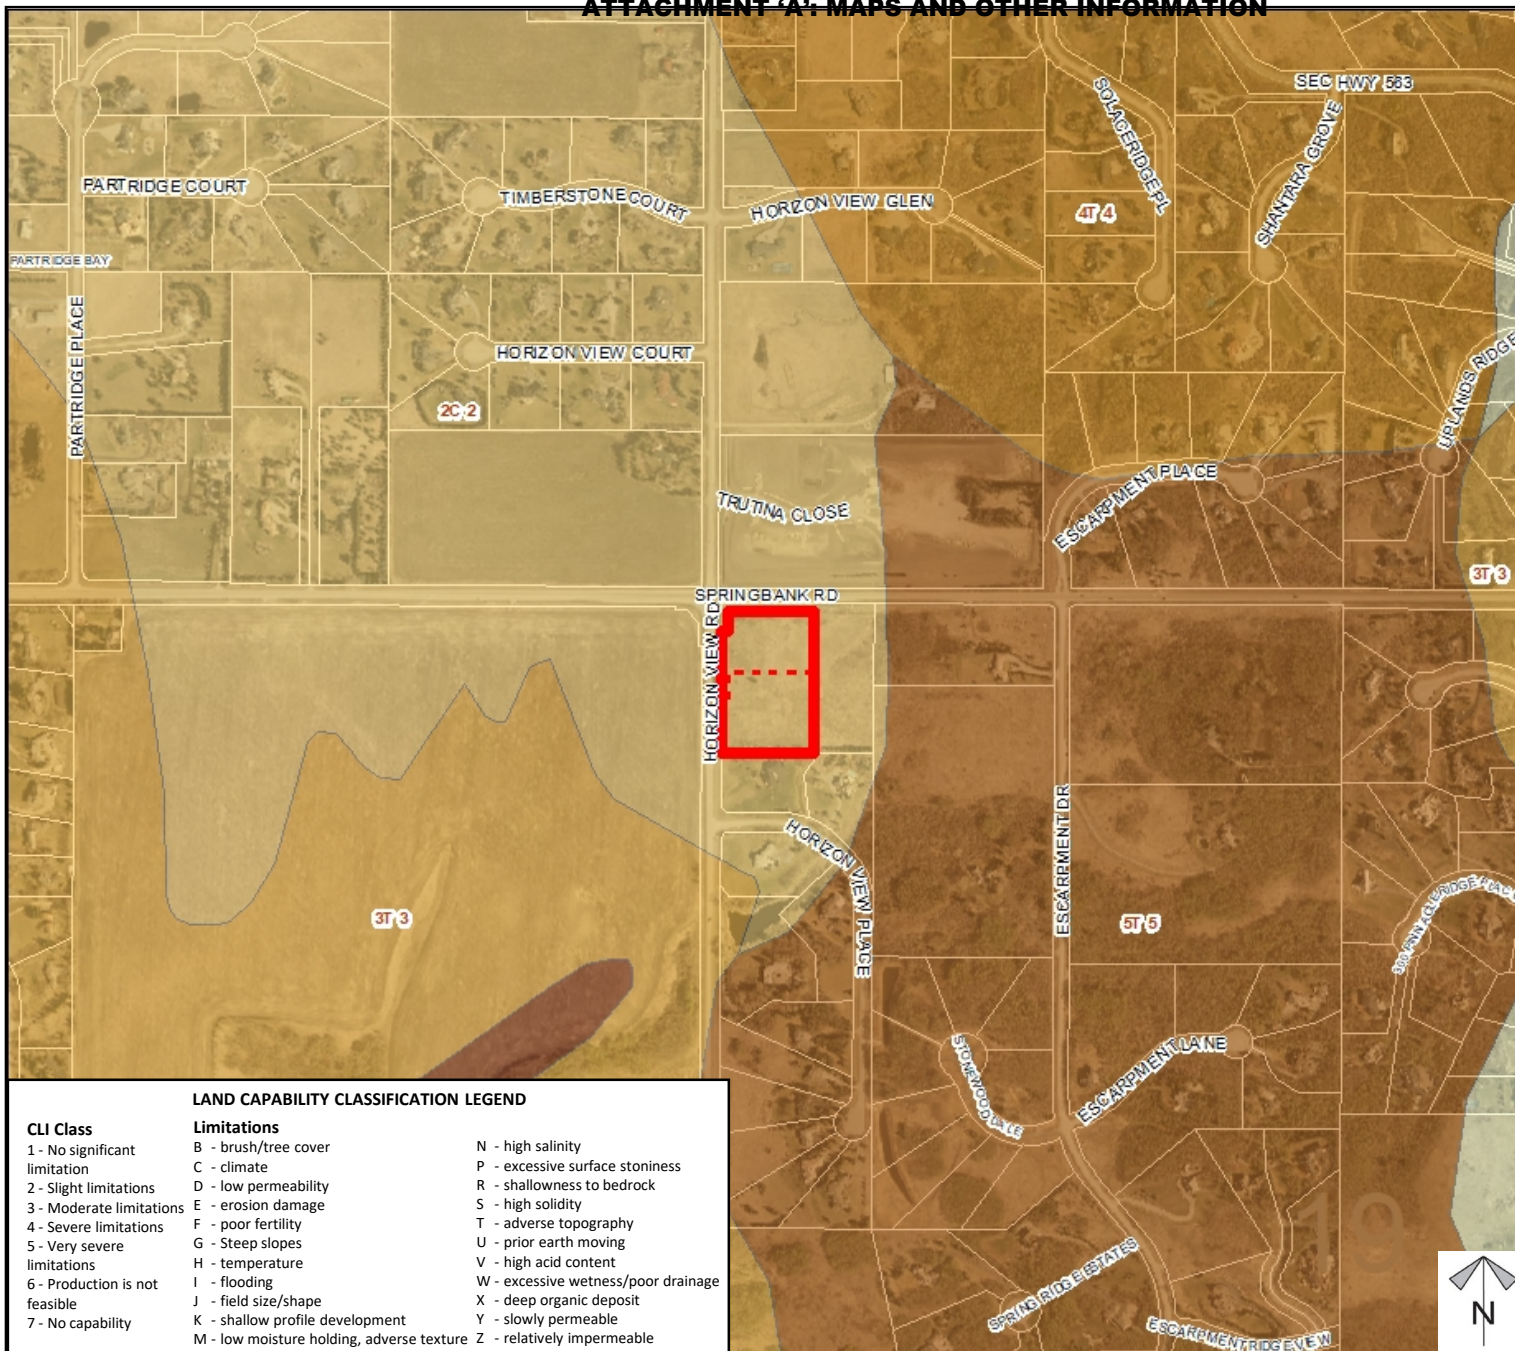 ATTACHMENT ‘A’: MAPS AND OTHER INFORMATION
SEC HWY 563
SOLACERIDGE PL
SHANTARA GROVE
PARTRIDGE COURT
TIMBERSTONE COURT
HORIZON VIEW GLEN
4T 4
PARTRIDGE BAY
PARTRIDGE PLACE
HORIZON VIEW COURT
UPLANDS RIDGE
2C 2
ESCARPMENT PLACE
TRUTINA CLOSE
3T 3
SPRINGBANK RD
HORIZON VIEW RD
ESCARPMENT DR
HORIZON VIEW PLACE
3T 3
5T 5
STONEWOOD DALE
ESCARPMENT LANE
19
SPRING RIDGE ESTATES
ESCARPMENT RIDGE VIEW
N
LAND CAPABILITY CLASSIFICATION LEGEND
CLI Class
1 - No significant
limitation
2 - Slight limitations
3 - Moderate limitations
4 - Severe limitations
5 - Very severe
limitations
6 - Production is not
feasible
7 - No capability
Limitations
B - brush/tree cover
C - climate
D - low permeability
E - erosion damage
F - poor fertility
G - Steep slopes
H - temperature
I - flooding
J - field size/shape
K - shallow profile development
M - low moisture holding, adverse texture
N - high salinity
P - excessive surface stoniness
R - shallowness to bedrock
S - high solidity
T - adverse topography
U - prior earth moving
V - high acid content
W - excessive wetness/poor drainage
X - deep organic deposit
Y - slowly permeable
Z - relatively impermeable